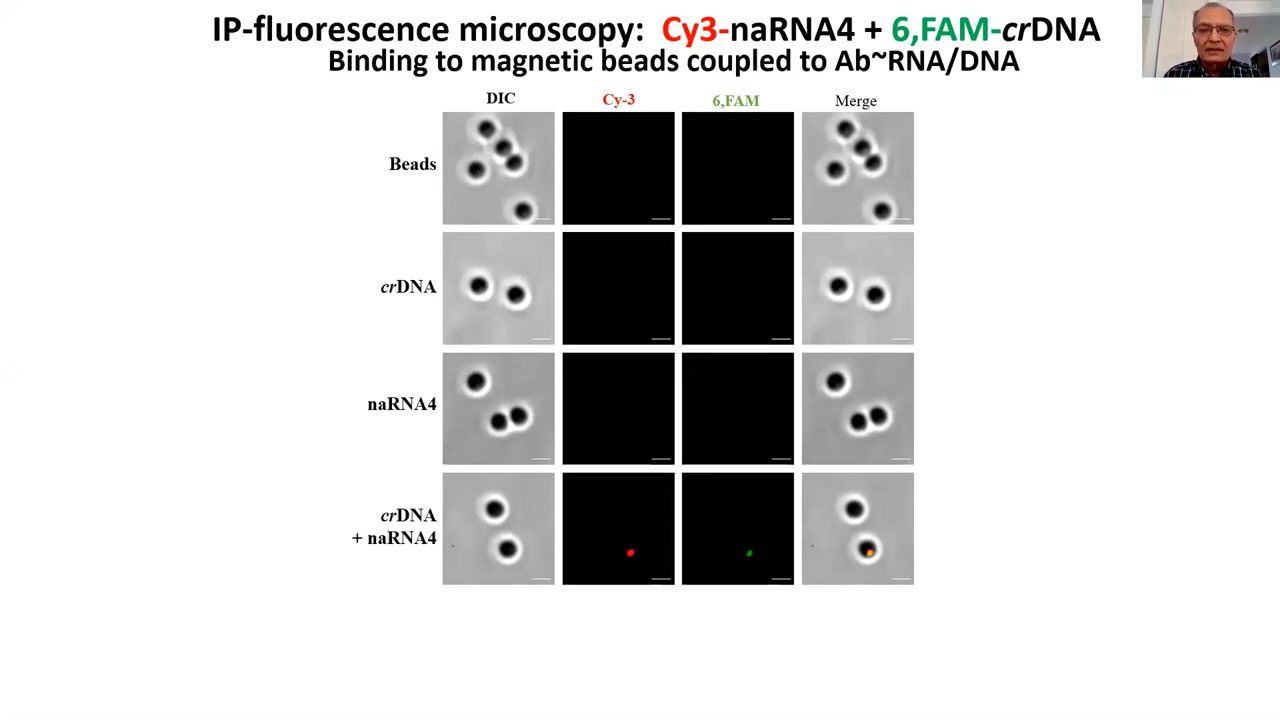 IP-fluorescence microscopy: Cy3-naRNA4 + 6,FAM-crDNA
Binding to magnetic beads coupled to Ab~RNA/DNA
DIC Cy-3 6,FAM Merge
Beads
crDNA
naRNA4
crDNA
+ naRNA4